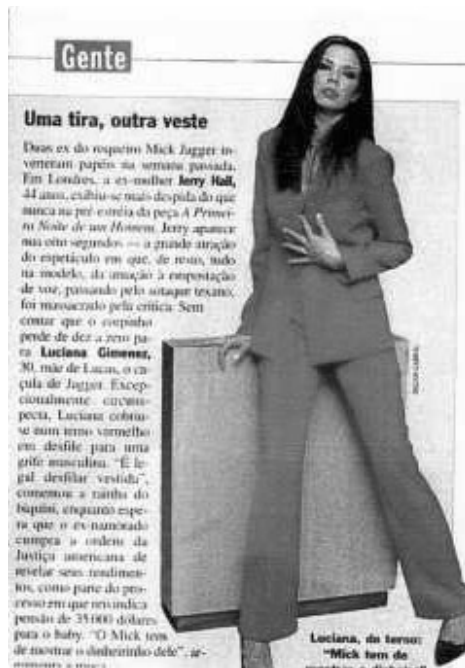 Gente
Uma tira, outra veste
Duas ex do roqueiro Mick Jagger in-
verteram papéis na semana passada.
Em Londres, a ex-mulher Jerry Hall,
44 anos, exibiu-se mais despida do que
nunca na pré-estréia da peça A Primei-
ra Noite de um Homem. Jerry aparece
nua oito segundos — a grande atração
do espetáculo em que, de resto, tudo
na modelo, da atuação à empostação
de voz, passando pelo sotaque texano,
foi massacrado pela crítica. Sem
contar que o corpinho
perde de dez a zero pa-
ra Luciana Gimenez,
30, mãe de Lucas, o ca-
çula de Jagger. Excep-
cionalmente circuns-
pecta, Luciana cobriu-
se num terno vermelho
em desfile para uma
grife masculina. "É le-
gal desfilar vestida",
comentou a rainha do
biquíni, enquanto espe-
ra que o ex-namorado
cumpra a ordem da
Justiça americana de
revelar seus rendimen-
tos, como parte do pro-
cesso em que reivindica
pensão de 35 000 dólares
para o baby. "O Mick tem
de mostrar o dinheirinho dele", ar-
gumenta a moça.
Luciana, de terno:
"Mick tem de